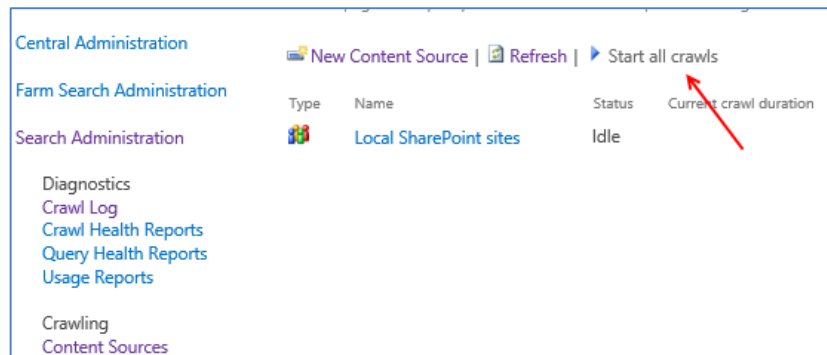 Central Administration
New Content Source | Refresh | Start all crawls
Farm Search Administration
Type Name Status Current crawl duration
Search Administration
Local SharePoint sites Idle
Diagnostics
Crawl Log
Crawl Health Reports
Query Health Reports
Usage Reports
Crawling
Content Sources